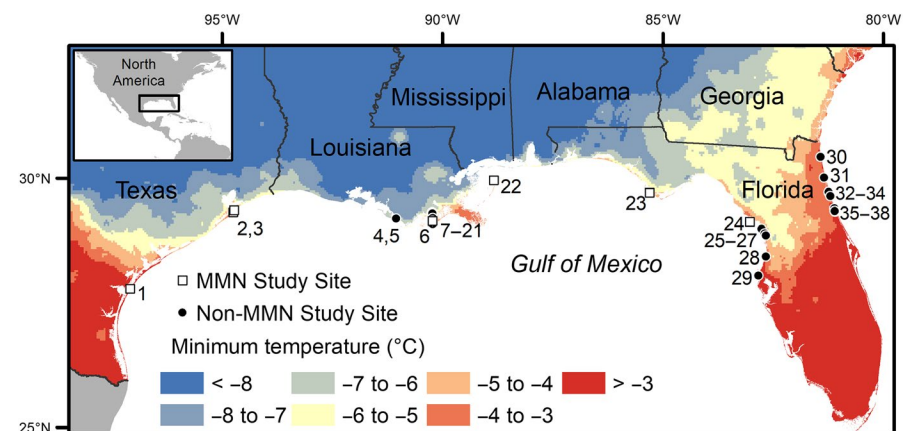 95°W
90°W
85°W
80°W
North
America
Mississippi
Alabama
Georgia
Louisiana
30
30°N
Texas
22
31
Florida
32–34
23
2,3
4,5
6
7–21
24
35–38
25–27
Gulf of Mexico
28
29
MMN Study Site
1
Non-MMN Study Site
Minimum temperature (°C)
< −8
−7 to −6
−5 to −4
> −3
−8 to −7
−6 to −5
−4 to −3
25°N